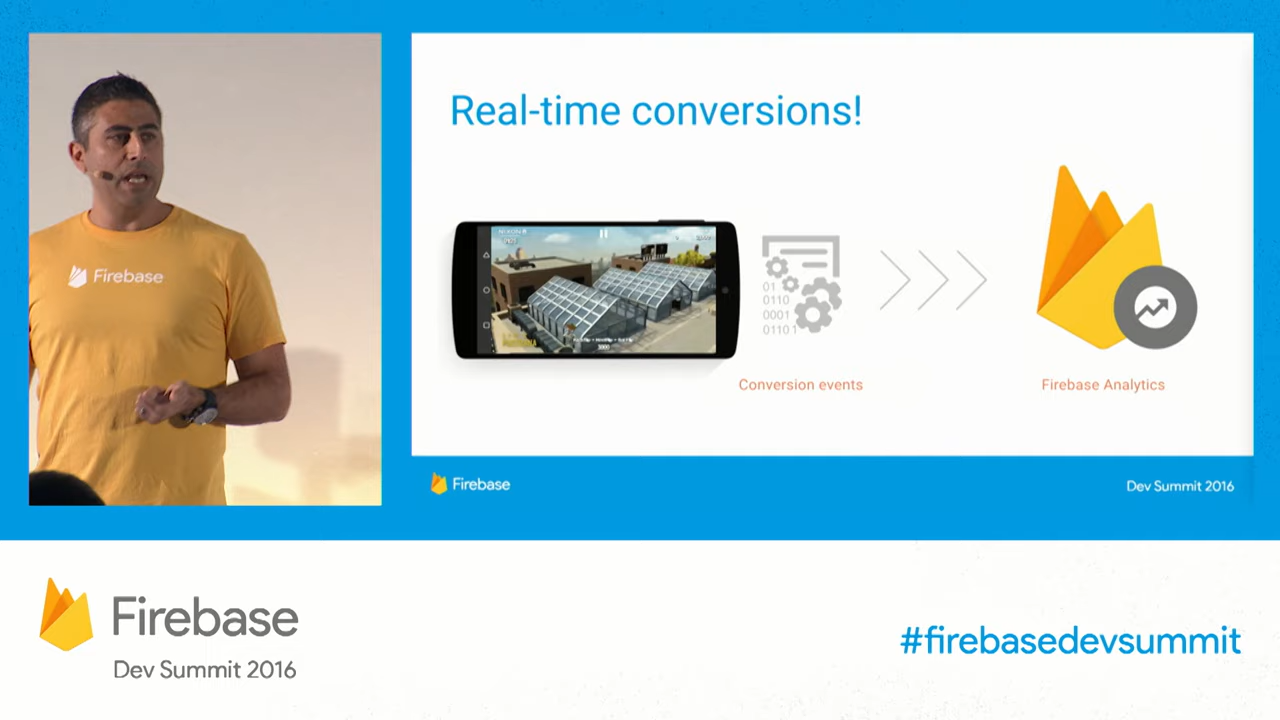 Firebase
Real-time conversions!
01
0110
0001
01101
Conversion events
Firebase Analytics
Firebase
Dev Summit 2016
Firebase
Dev Summit 2016
#firebasedevsummit